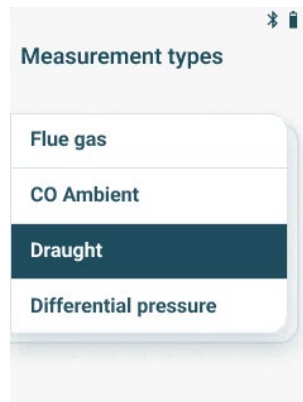 Measurement types
Flue gas
CO Ambient
Draught
Differential pressure